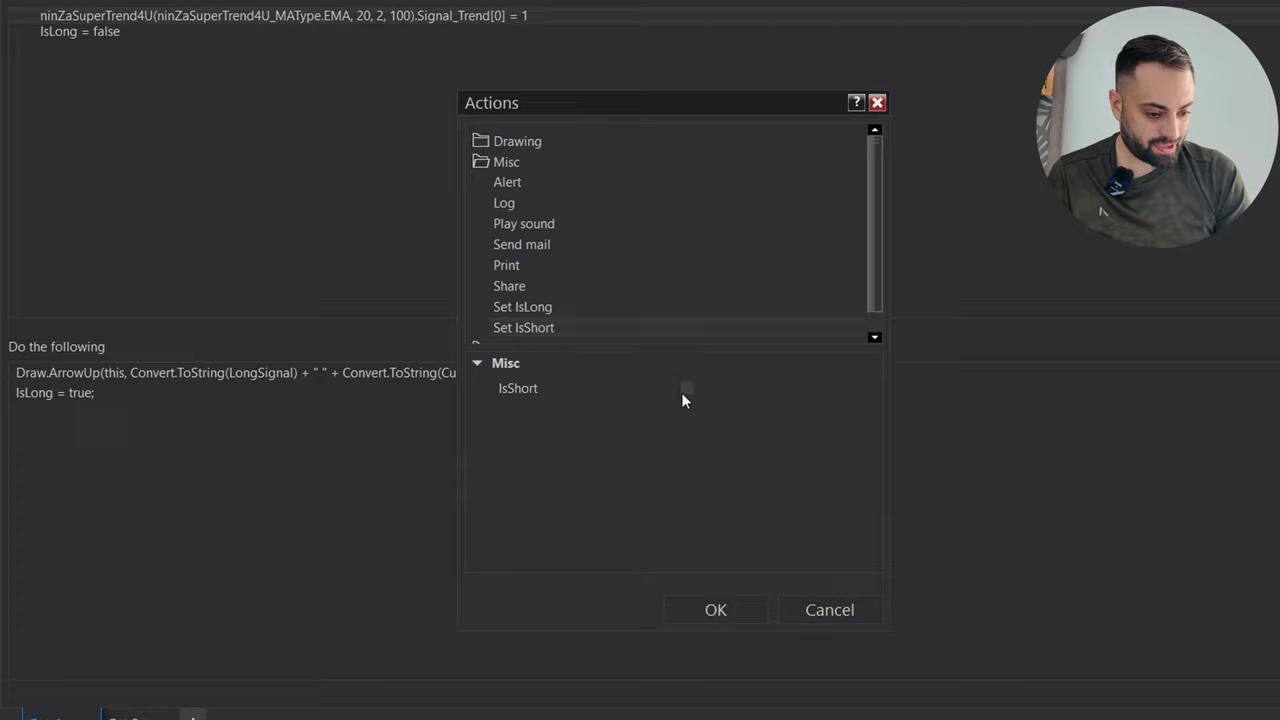 ninZaSuperTrend4U(ninZaSuperTrend4U_MAType.EMA, 20, 2, 100).Signal_Trend[0] = 1
IsLong = false
Actions
?
Drawing
Misc
Alert
Log
Play sound
Send mail
Print
Share
Set IsLong
Set IsShort
Do the following
Misc
Draw.ArrowUp(this, Convert.ToString(LongSignal) + " " + Convert.ToString(Cu
IsShort
IsLong = true;
OK
Cancel